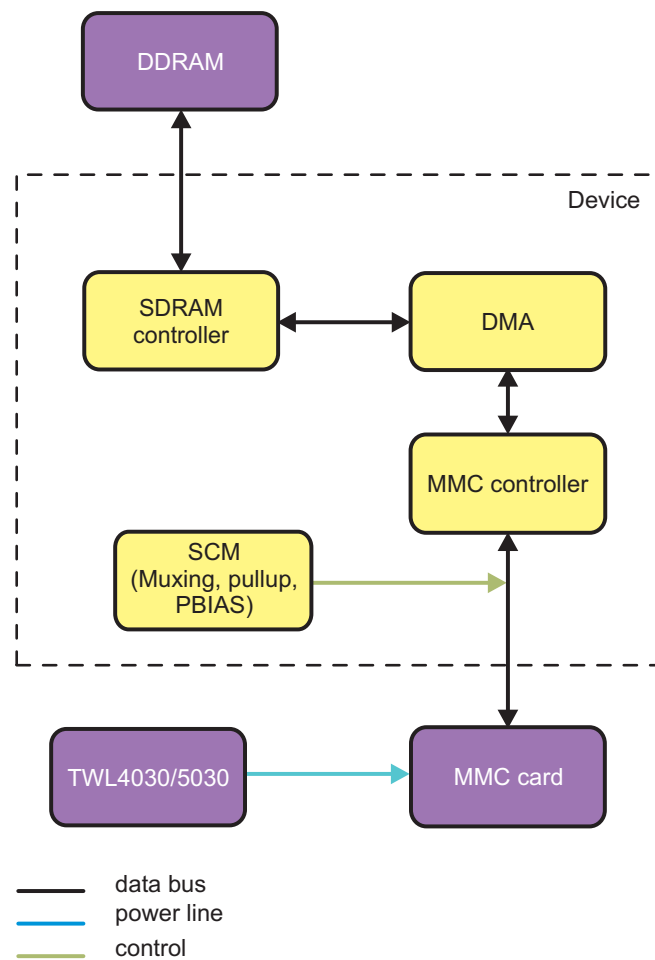 DDRAM
Device
SDRAM
controller
DMA
MMC controller
SCM
(Muxing, pullup,
PBIAS)
TWL4030/5030
MMC card
data bus
power line
control